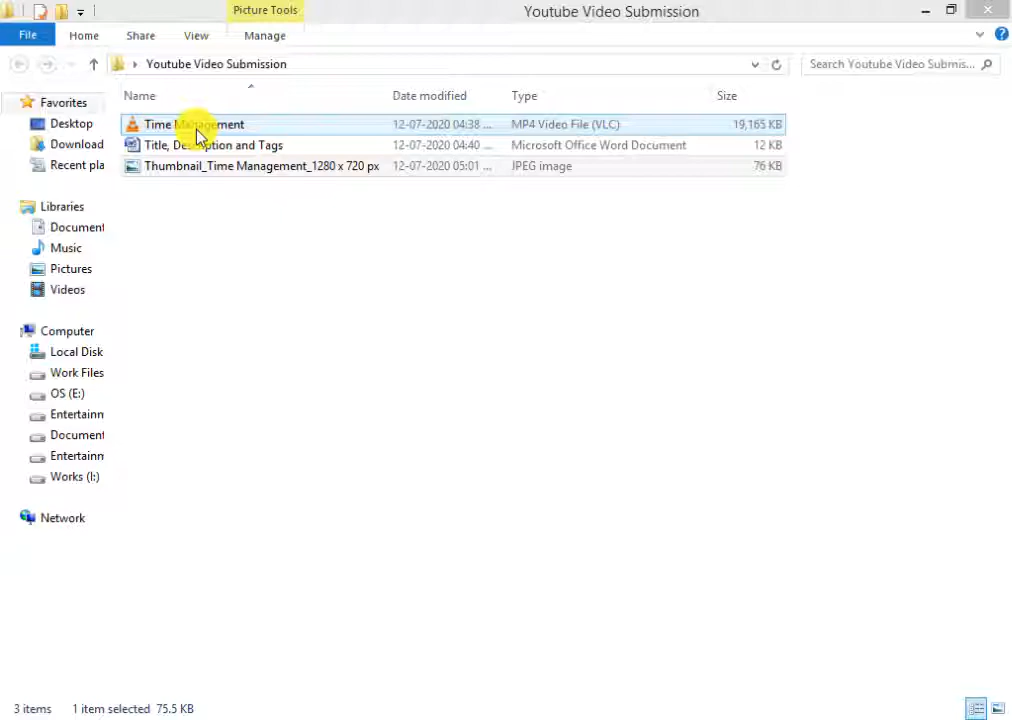 Picture Tools
Youtube Video Submission
File Home Share View Manage
Youtube Video Submission
Search Youtube Video Submis...
Name Date modified Type Size
Time Management 12-07-2020 04:38 ... MP4 Video File (VLC) 19,165 KB
Title, Description and Tags 12-07-2020 04:40 ... Microsoft Office Word Document 12 KB
Thumbnail_Time Management_1280 x 720 px 12-07-2020 05:01 ... JPEG image 76 KB
Favorites
Desktop
Download
Recent pla
Libraries
Document
Music
Pictures
Videos
Computer
Local Disk
Work Files
OS (E:)
Entertainn
Document
Entertainn
Works (I:)
Network
3 items 1 item selected 75.5 KB